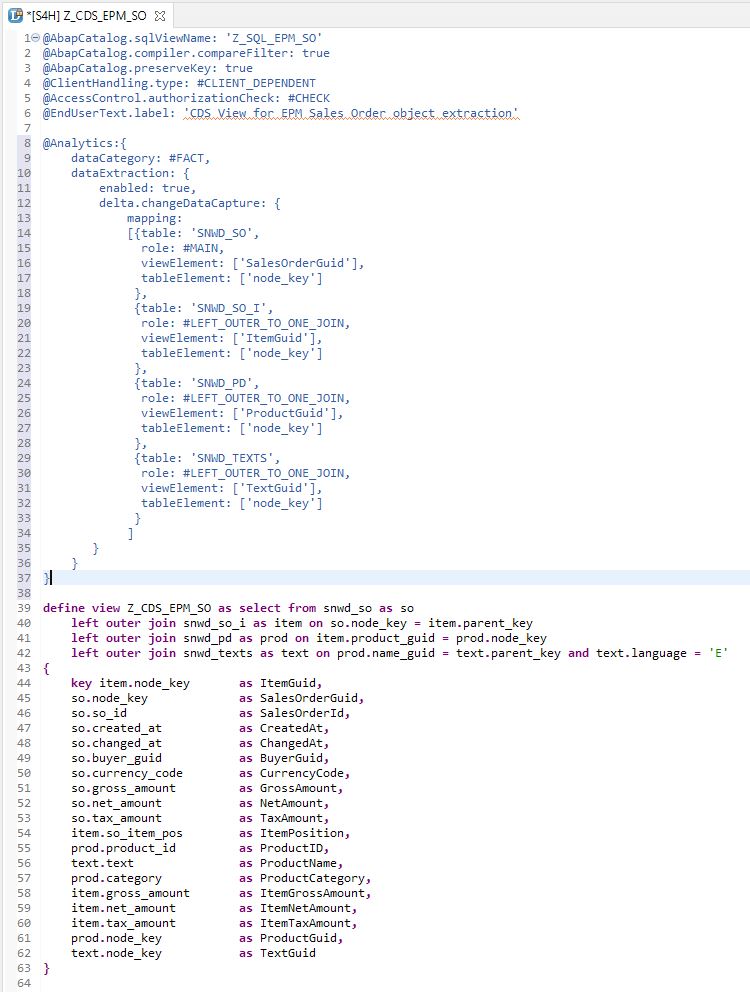 *[S4H] Z_CDS_EPM_SO
1 @AbapCatalog.sqlViewName: 'Z_SQL_EPM_SO'
2 @AbapCatalog.compiler.compareFilter: true
3 @AbapCatalog.preserveKey: true
4 @ClientHandling.type: #CLIENT_DEPENDENT
5 @AccessControl.authorizationCheck: #CHECK
6 @EndUserText.label: 'CDS View for EPM Sales Order object extraction'
7
8 @Analytics:{
9     dataCategory: #FACT,
10     dataExtraction: {
11         enabled: true,
12         delta.changeDataCapture: {
13             mapping:
14             [{table: 'SNWD_SO',
15               role: #MAIN,
16               viewElement: ['SalesOrderGuid'],
17               tableElement: ['node_key']
18              },
19              {table: 'SNWD_SO_I',
20               role: #LEFT_OUTER_TO_ONE_JOIN,
21               viewElement: ['ItemGuid'],
22               tableElement: ['node_key']
23              },
24              {table: 'SNWD_PD',
25               role: #LEFT_OUTER_TO_ONE_JOIN,
26               viewElement: ['ProductGuid'],
27               tableElement: ['node_key']
28              },
29              {table: 'SNWD_TEXTS',
30               role: #LEFT_OUTER_TO_ONE_JOIN,
31               viewElement: ['TextGuid'],
32               tableElement: ['node_key']
33              }
34             ]
35        }
36     }
37 }
38
39 define view Z_CDS_EPM_SO as select from snwd_so as so
40     left outer join snwd_so_i as item on so.node_key = item.parent_key
41     left outer join snwd_pd as prod on item.product_guid = prod.node_key
42     left outer join snwd_texts as text on prod.name_guid = text.parent_key and text.language = 'E'
43 {
44     key item.node_key       as ItemGuid,
45     so.node_key             as SalesOrderGuid,
46     so.so_id                as SalesOrderId,
47     so.created_at           as CreatedAt,
48     so.changed_at           as ChangedAt,
49     so.buyer_guid           as BuyerGuid,
50     so.currency_code        as CurrencyCode,
51     so.gross_amount         as GrossAmount,
52     so.net_amount           as NetAmount,
53     so.tax_amount           as TaxAmount,
54     item.so_item_pos        as ItemPosition,
55     prod.product_id         as ProductID,
56     text.text               as ProductName,
57     prod.category           as ProductCategory,
58     item.gross_amount       as ItemGrossAmount,
59     item.net_amount         as ItemNetAmount,
60     item.tax_amount         as ItemTaxAmount,
61     prod.node_key           as ProductGuid,
62     text.node_key           as TextGuid
63 }
64